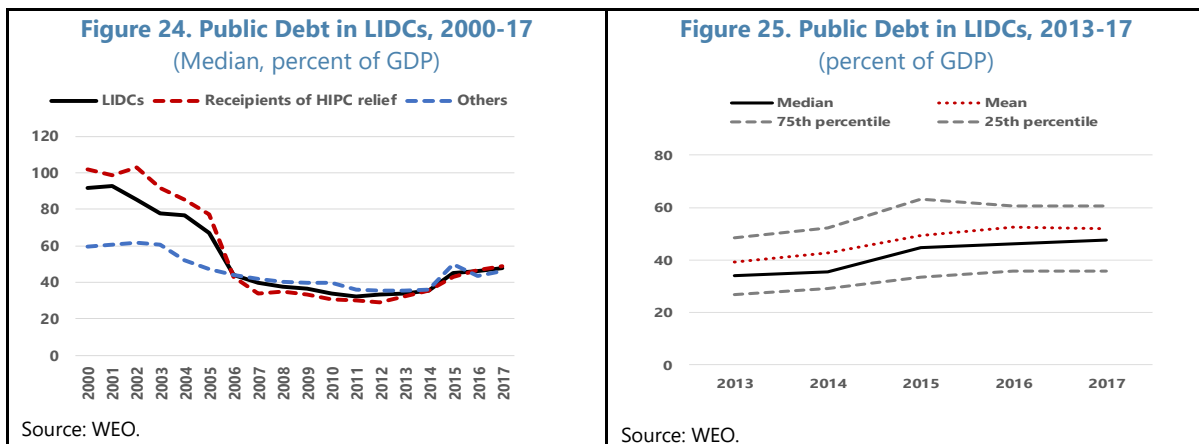 Figure 24. Public Debt in LIDCs, 2000-17
(Median, percent of GDP)
LIDCs Receipients of HIPC relief Others
120
100
80
60
40
20
0
2000 2001 2002 2003 2004 2005 2006 2007 2008 2009 2010 2011 2012 2013 2014 2015 2016 2017
Source: WEO.
Figure 25. Public Debt in LIDCs, 2013-17
(percent of GDP)
Median Mean
75th percentile 25th percentile
80
60
40
20
0
2013 2014 2015 2016 2017
Source: WEO.